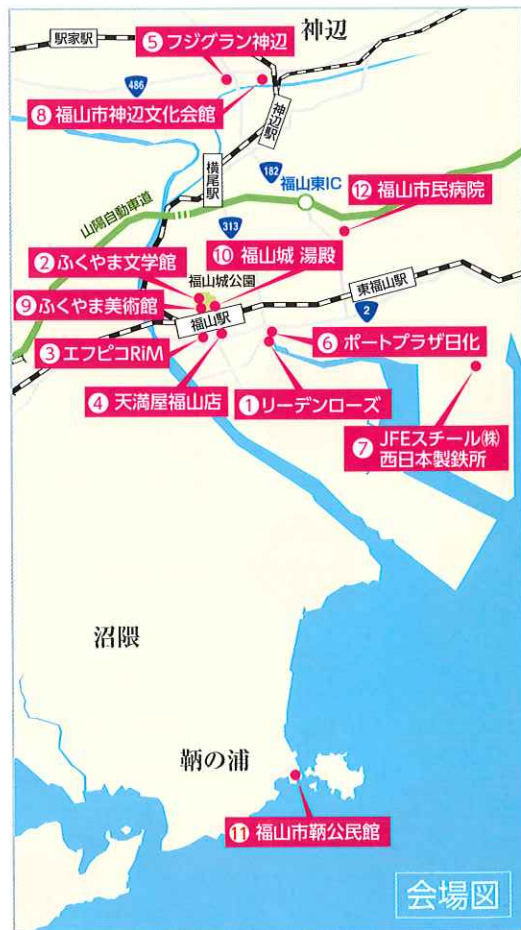 神辺
駅家駅
⑤ フジグラン神辺
486
⑧ 福山市神辺文化会館
神辺駅
横尾駅
182
福山東IC
⑫ 福山市民病院
山陽自動車道
313
② ふくやま文学館
⑩ 福山城 湯殿
福山城公園
東福山駅
⑨ ふくやま美術館
福山駅
2
③ エフピコRiM
⑥ ポートプラザ日化
④ 天満屋福山店
① リーデンローズ
⑦ JFEスチール㈱
西日本製鉄所
沼隈
鞆の浦
⑪ 福山市鞆公民館
会場図